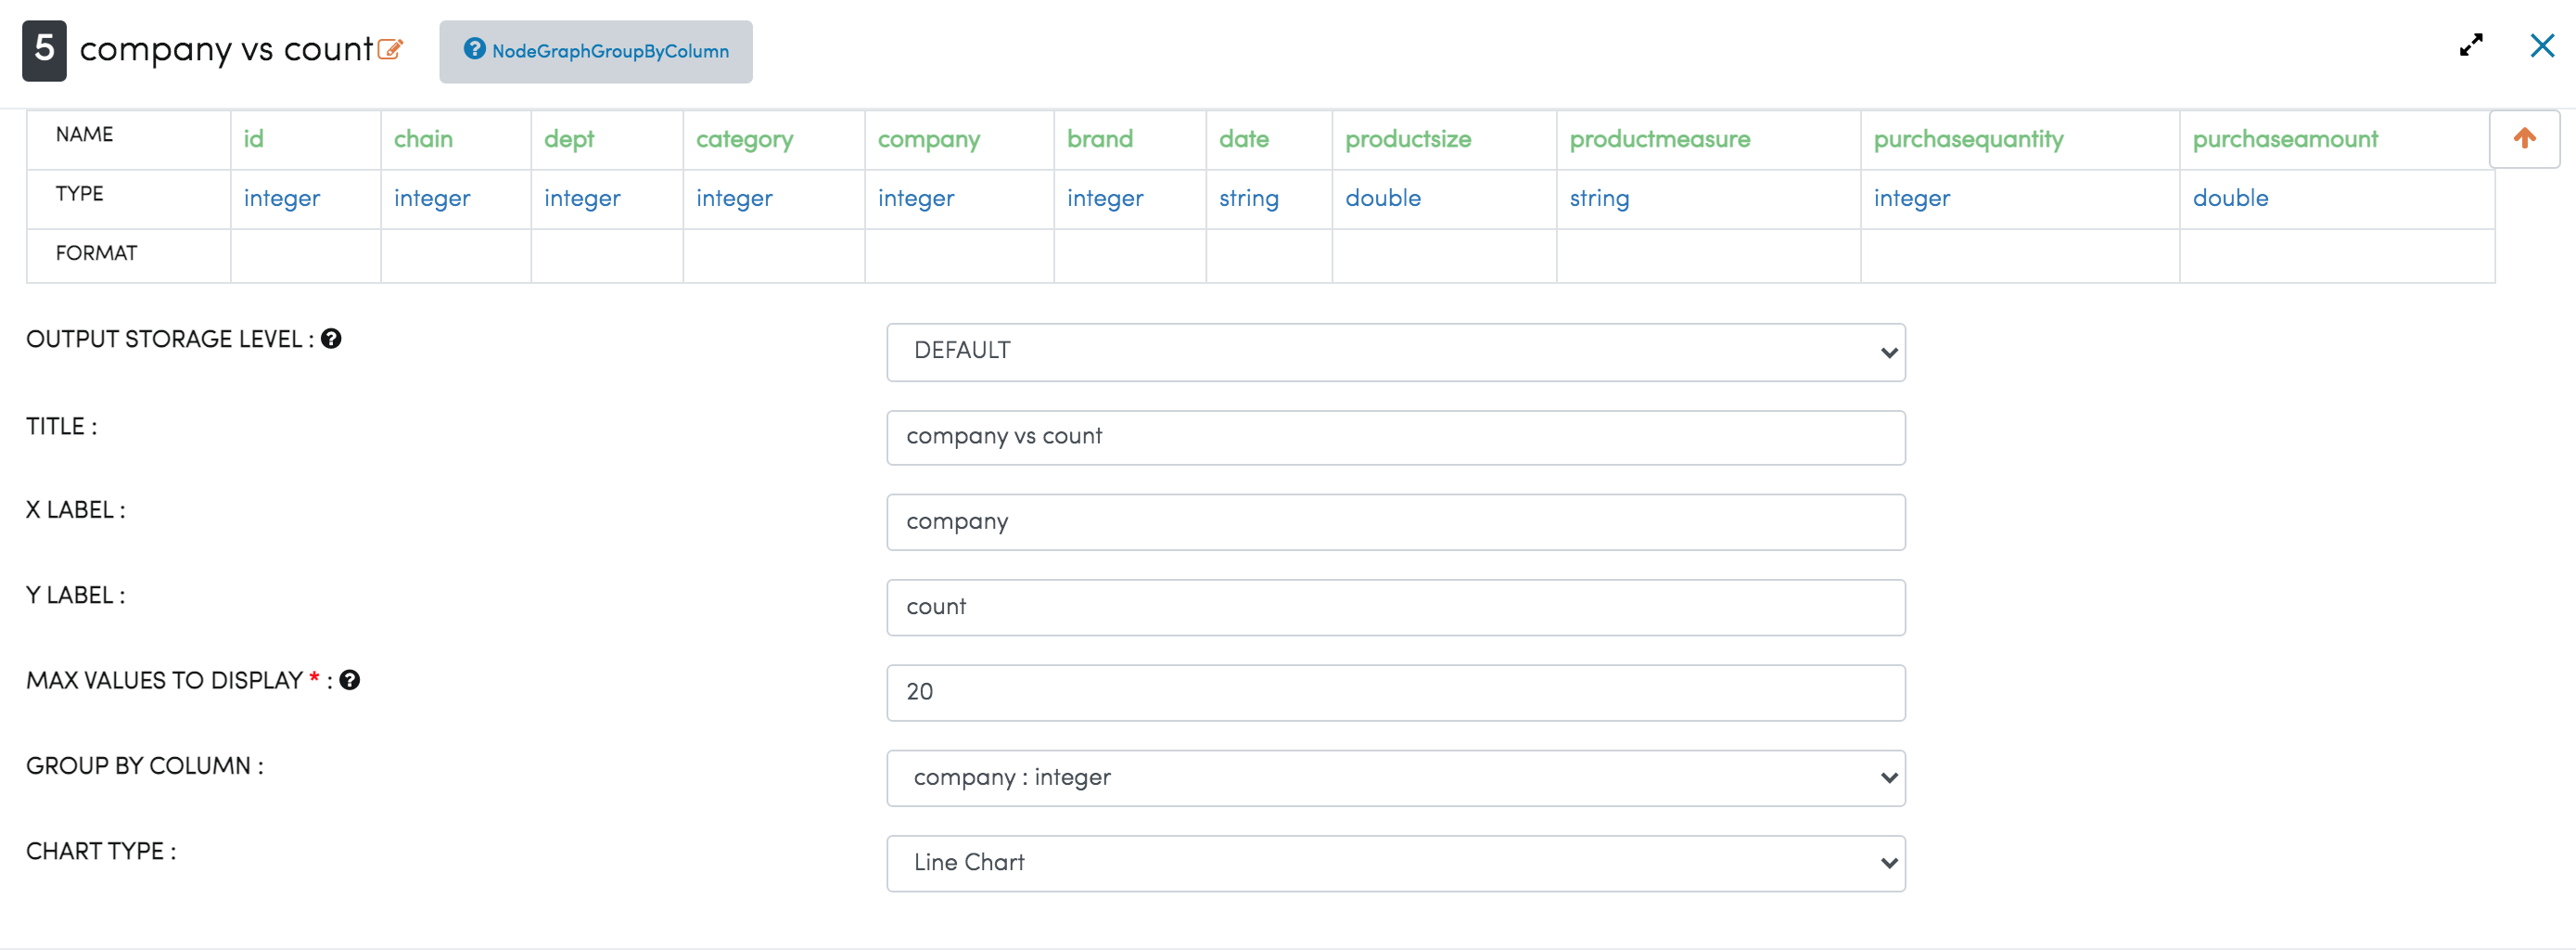 5 company vs count NodeGraphGroupByColumn
NAME id chain dept category company brand date productsize productmeasure purchasequantity purchaseamount
TYPE integer integer integer integer integer integer string double string integer double
FORMAT
OUTPUT STORAGE LEVEL : DEFAULT
TITLE : company vs count
X LABEL : company
Y LABEL : count
MAX VALUES TO DISPLAY * : 20
GROUP BY COLUMN : company : integer
CHART TYPE : Line Chart